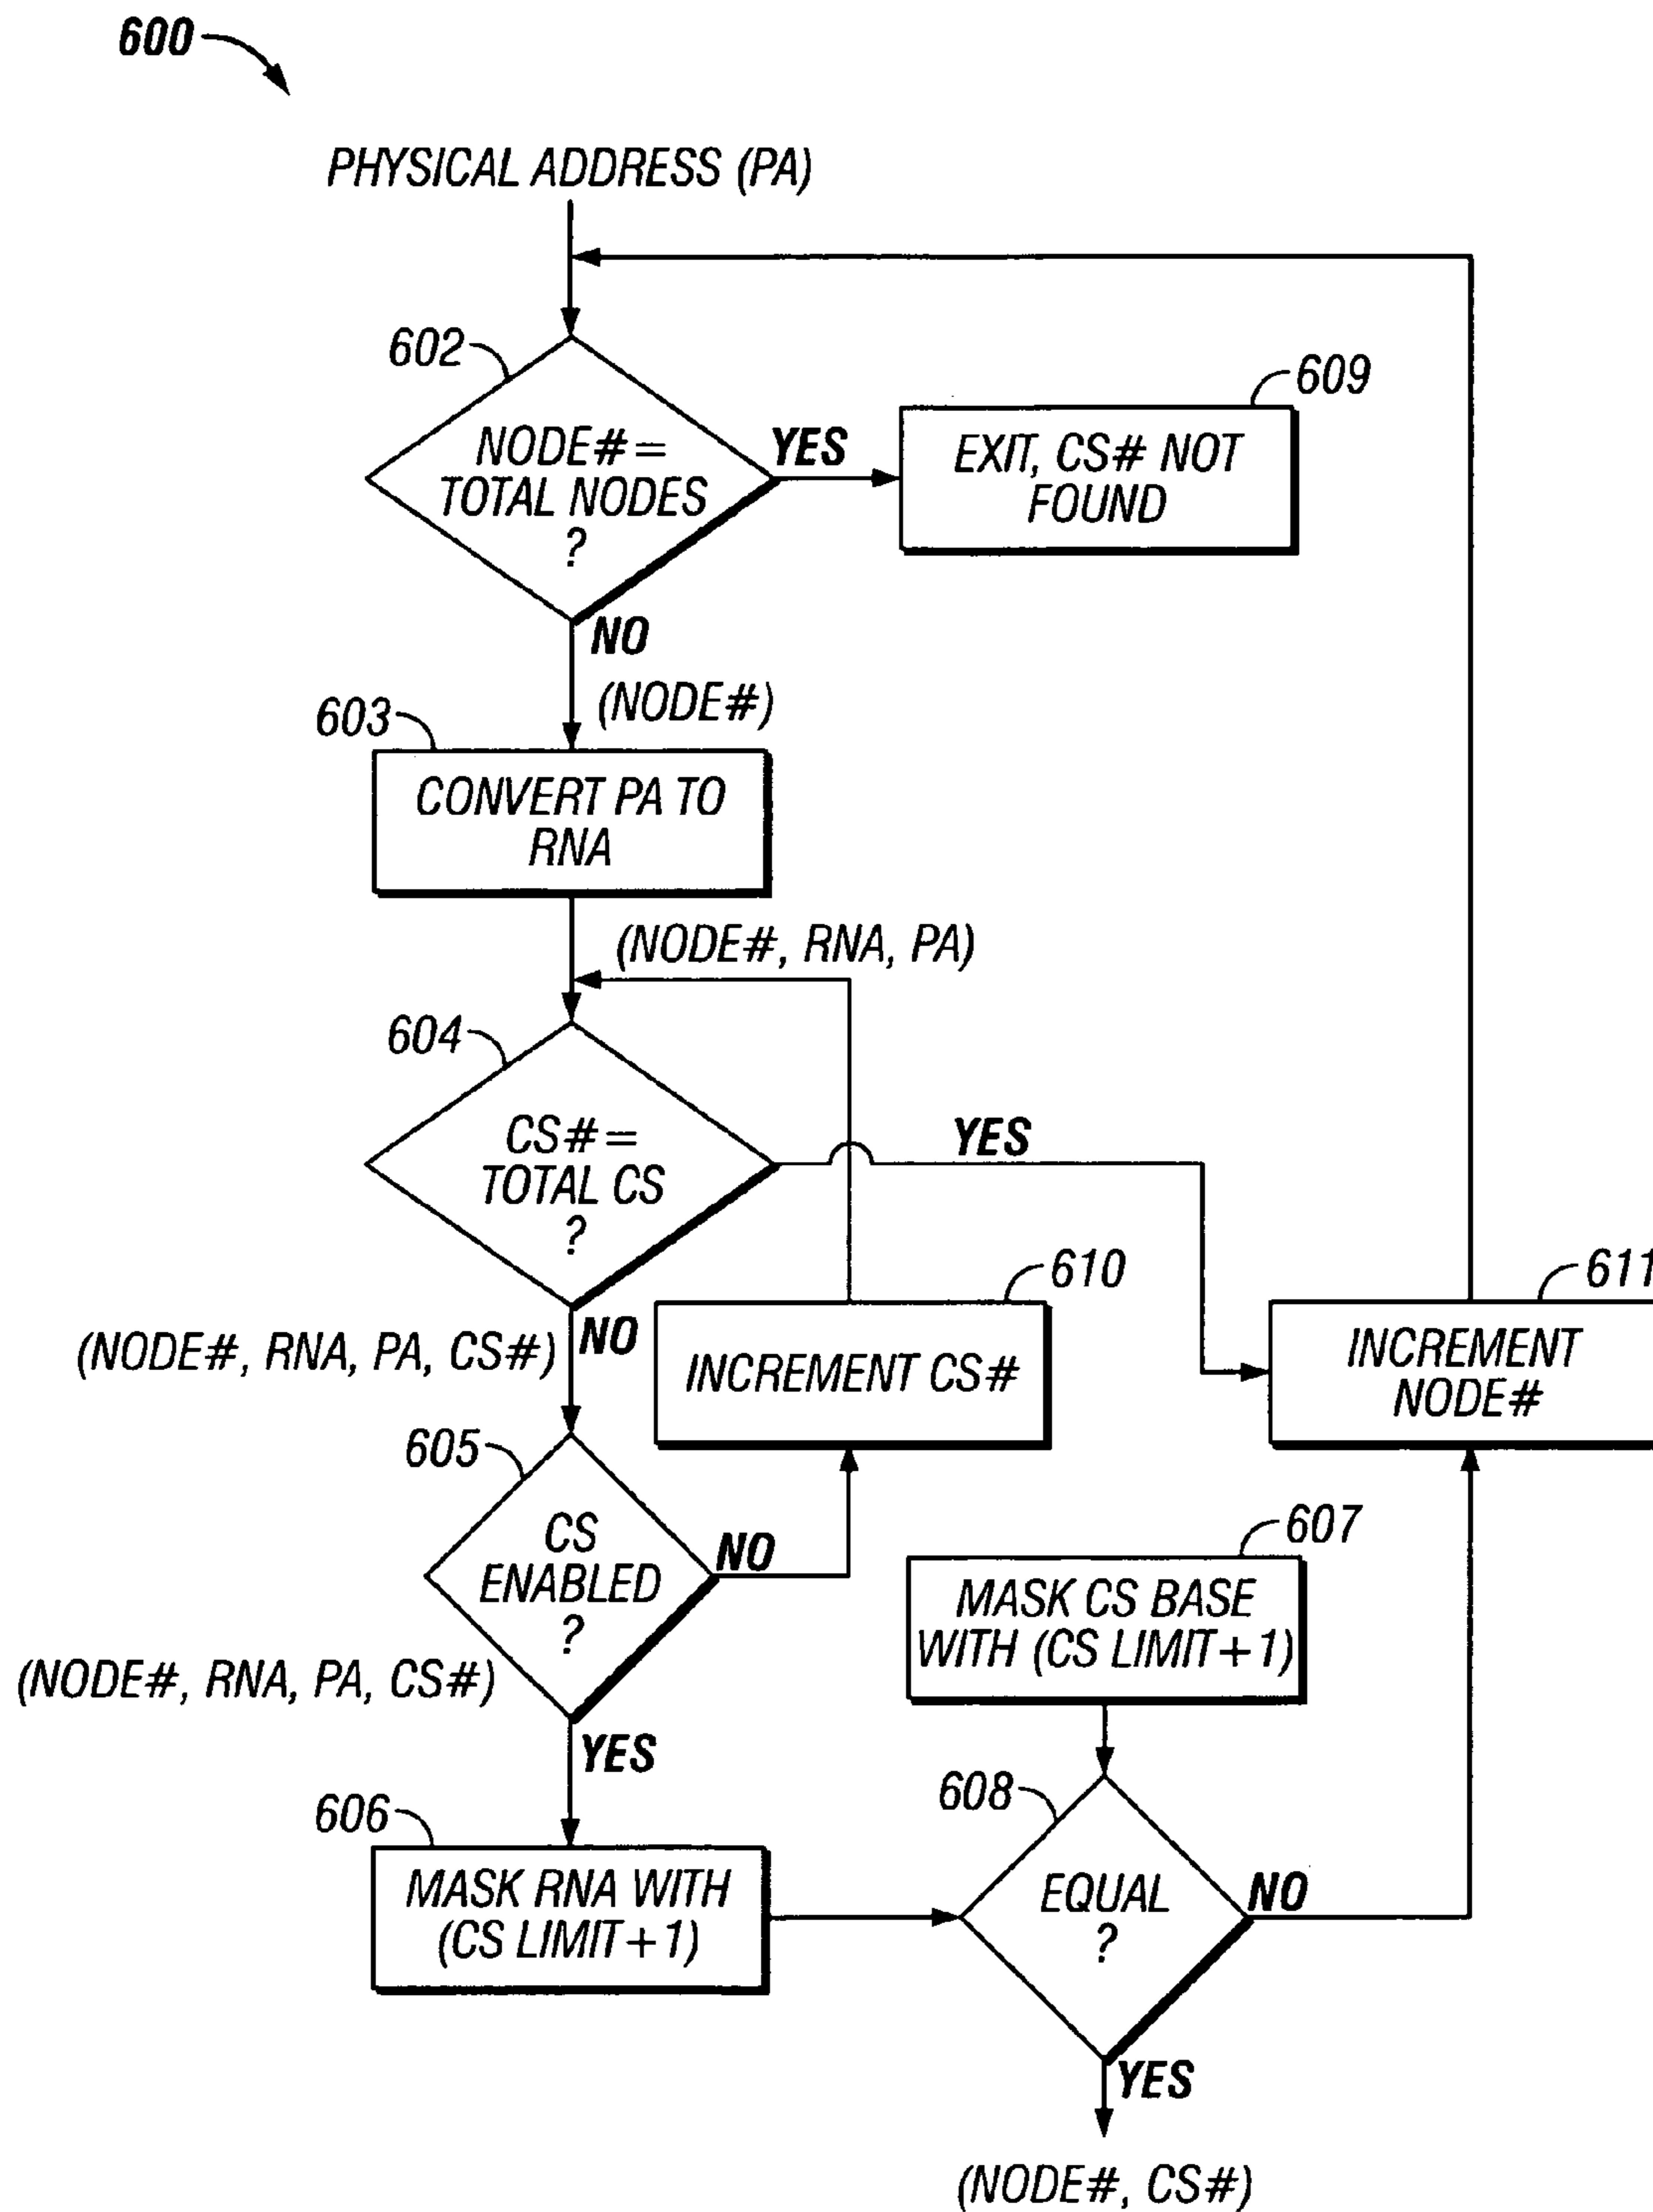 600
PHYSICAL ADDRESS (PA)
602
NODE# =
TOTAL NODES
?
YES
609
EXIT, CS# NOT
FOUND
NO
(NODE#)
603
CONVERT PA TO
RNA
(NODE#, RNA, PA)
604
CS# =
TOTAL CS
?
YES
NO
(NODE#, RNA, PA, CS#)
610
INCREMENT CS#
611
INCREMENT
NODE#
605
CS
ENABLED
?
NO
(NODE#, RNA, PA, CS#)
YES
607
MASK CS BASE
WITH (CS LIMIT+1)
606
MASK RNA WITH
(CS LIMIT+1)
608
EQUAL
?
NO
YES
(NODE#, CS#)